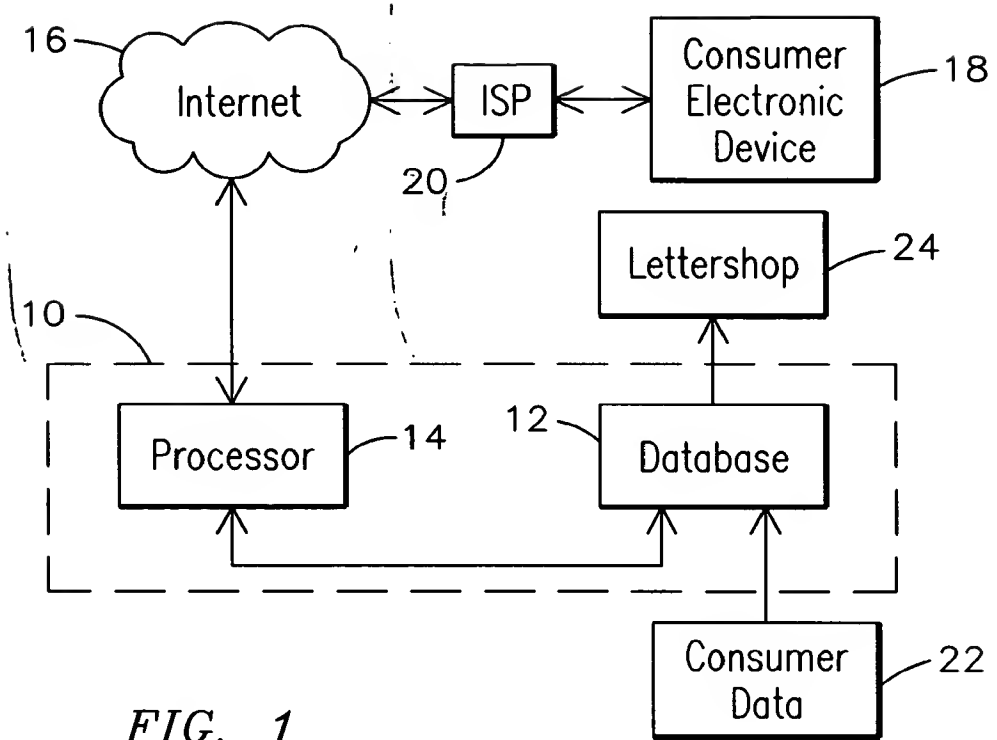 16
Internet
ISP
20
Consumer
Electronic
Device
18
Lettershop
24
10
Processor
14
12
Database
Consumer
Data
22
FIG. 1